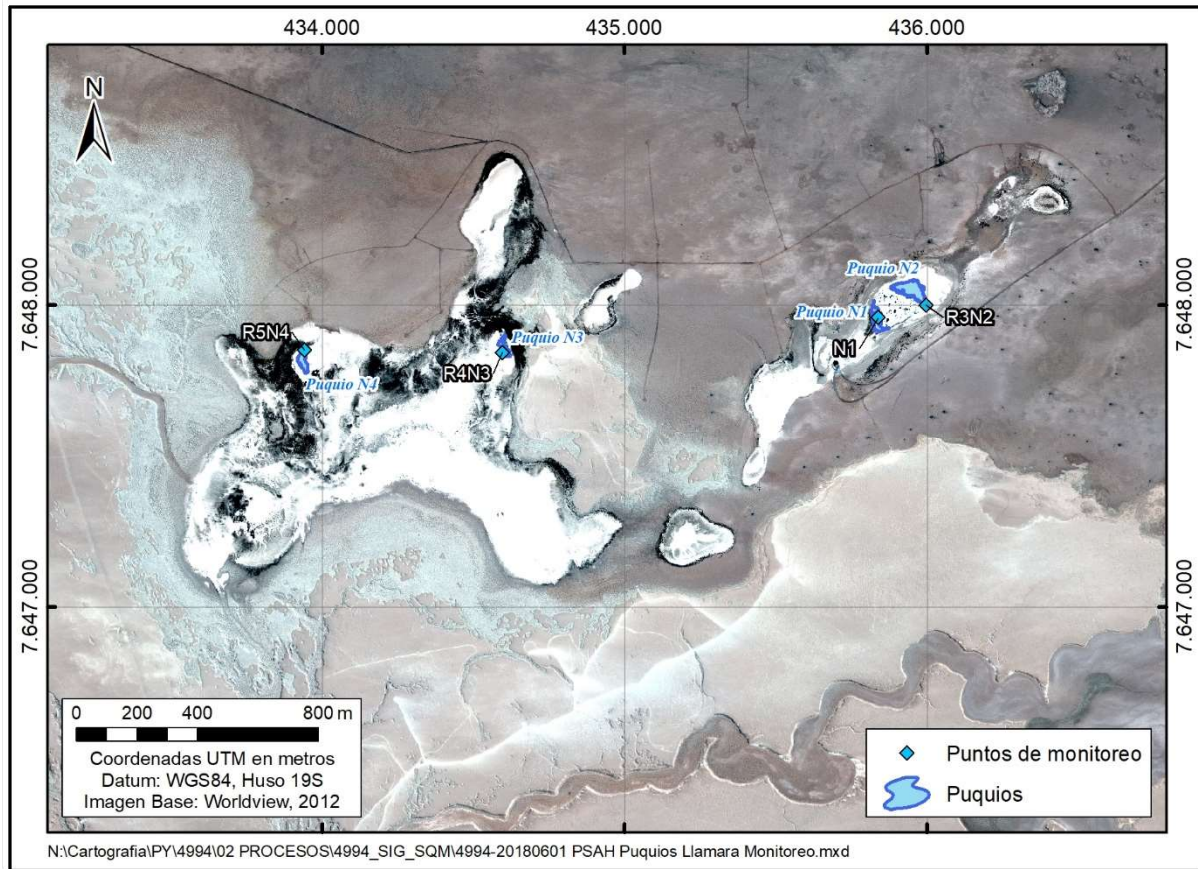 434.000 435.000 436.000
N
7.648.000 7.648.000
Puquio N2
Puquio N1
R3N2
N1
R5N4
Puquio N3
R4N3
Puquio N4
7.647.000 7.647.000
0 200 400 800 m
Coordenadas UTM en metros
Datum: WGS84, Huso 19S
Imagen Base: Worldview, 2012
Puntos de monitoreo
Puquios
N:\Cartografia\PY\4994\02 PROCESOS\4994_SIG_SQM\4994-20180601 PSAH Puquios Llamara Monitoreo.mxd